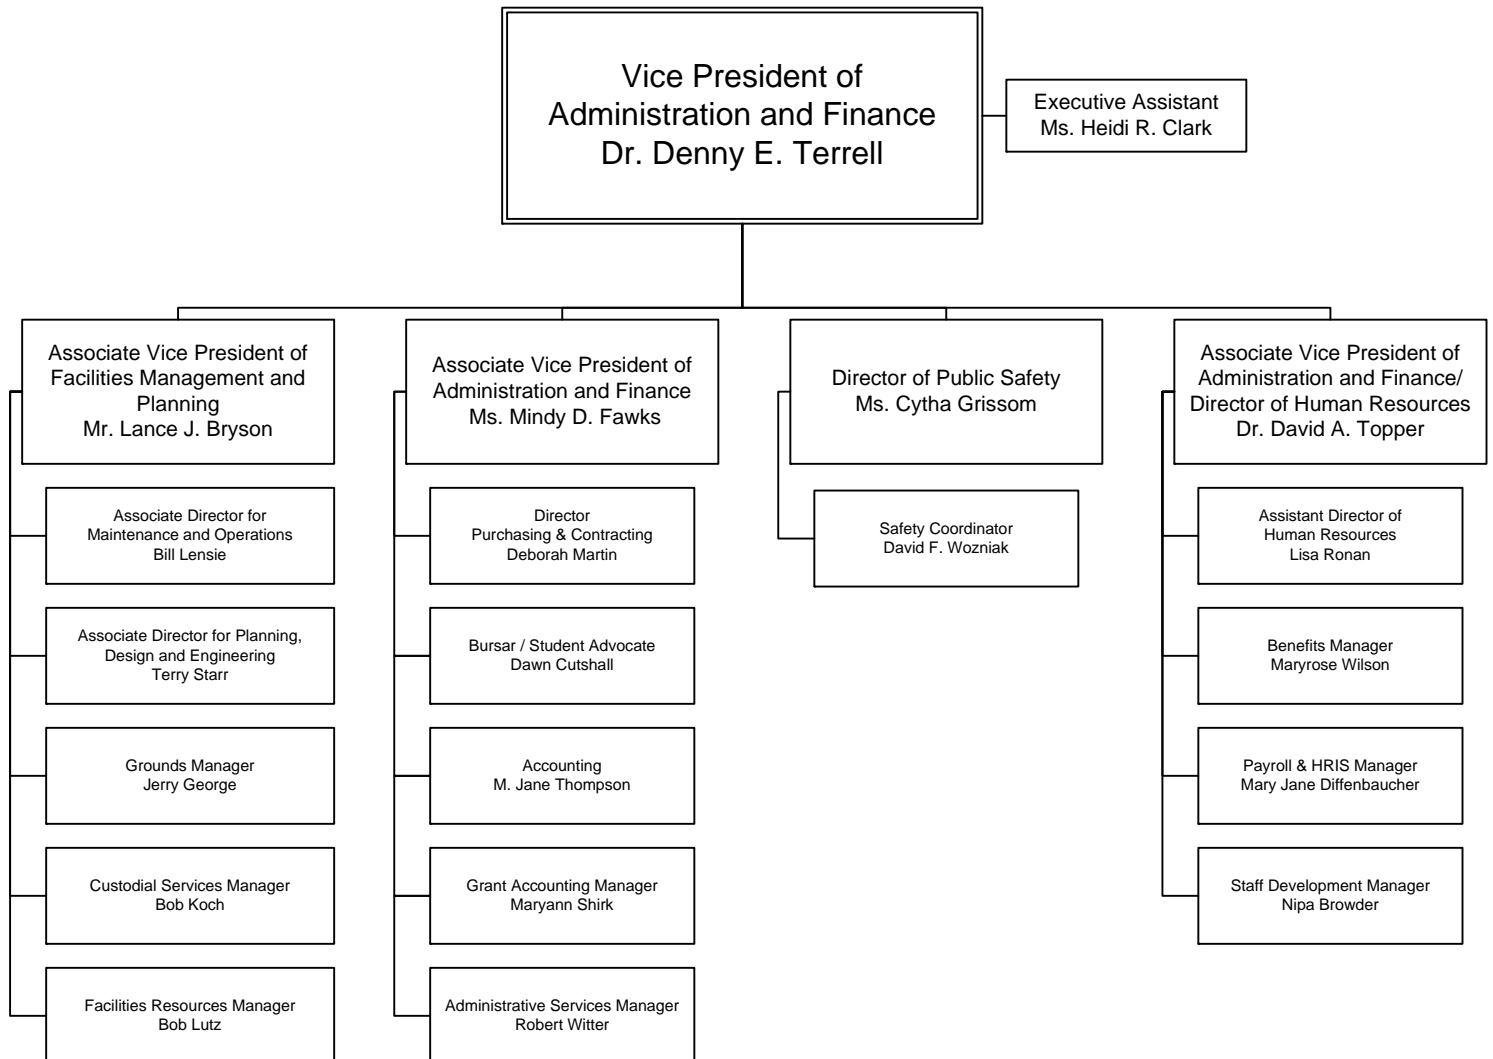 Vice President of
Administration and Finance
Dr. Denny E. Terrell
Executive Assistant
Ms. Heidi R. Clark
Associate Vice President of
Facilities Management and
Planning
Mr. Lance J. Bryson
Associate Director for
Maintenance and Operations
Bill Lensie
Associate Director for Planning,
Design and Engineering
Terry Starr
Grounds Manager
Jerry George
Custodial Services Manager
Bob Koch
Facilities Resources Manager
Bob Lutz
Associate Vice President of
Administration and Finance
Ms. Mindy D. Fawks
Director
Purchasing & Contracting
Deborah Martin
Bursar / Student Advocate
Dawn Cutshall
Accounting
M. Jane Thompson
Grant Accounting Manager
Maryann Shirk
Administrative Services Manager
Robert Witter
Director of Public Safety
Ms. Cytha Grissom
Safety Coordinator
David F. Wozniak
Associate Vice President of
Administration and Finance/
Director of Human Resources
Dr. David A. Topper
Assistant Director of
Human Resources
Lisa Ronan
Benefits Manager
Maryrose Wilson
Payroll & HRIS Manager
Mary Jane Diffenbaucher
Staff Development Manager
Nipa Browder